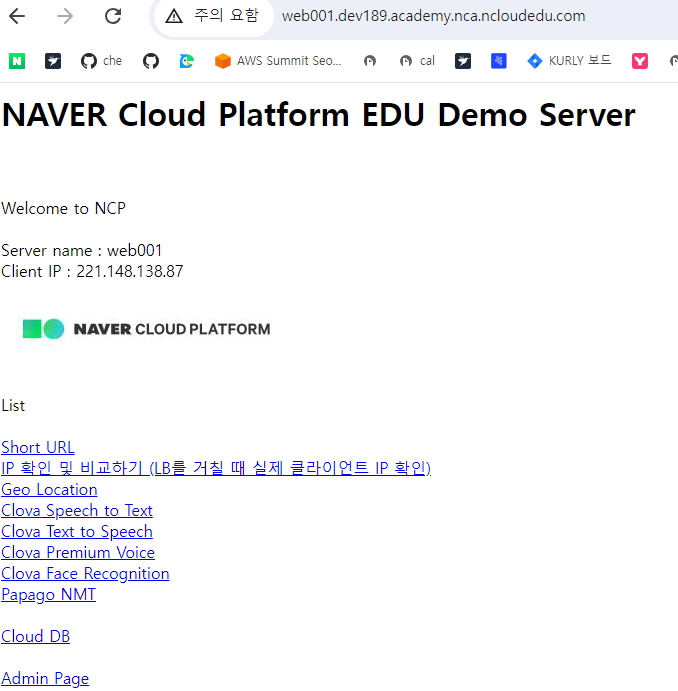 주의 요함 web001.dev189.academy.nca.ncloudedu.com
che AWS Summit Seo... cal KURLY 보드
NAVER Cloud Platform EDU Demo Server
Welcome to NCP
Server name : web001
Client IP : 221.148.138.87
NAVER CLOUD PLATFORM
List
Short URL
IP 확인 및 비교하기 (LB를 거칠 때 실제 클라이언트 IP 확인)
Geo Location
Clova Speech to Text
Clova Text to Speech
Clova Premium Voice
Clova Face Recognition
Papago NMT
Cloud DB
Admin Page